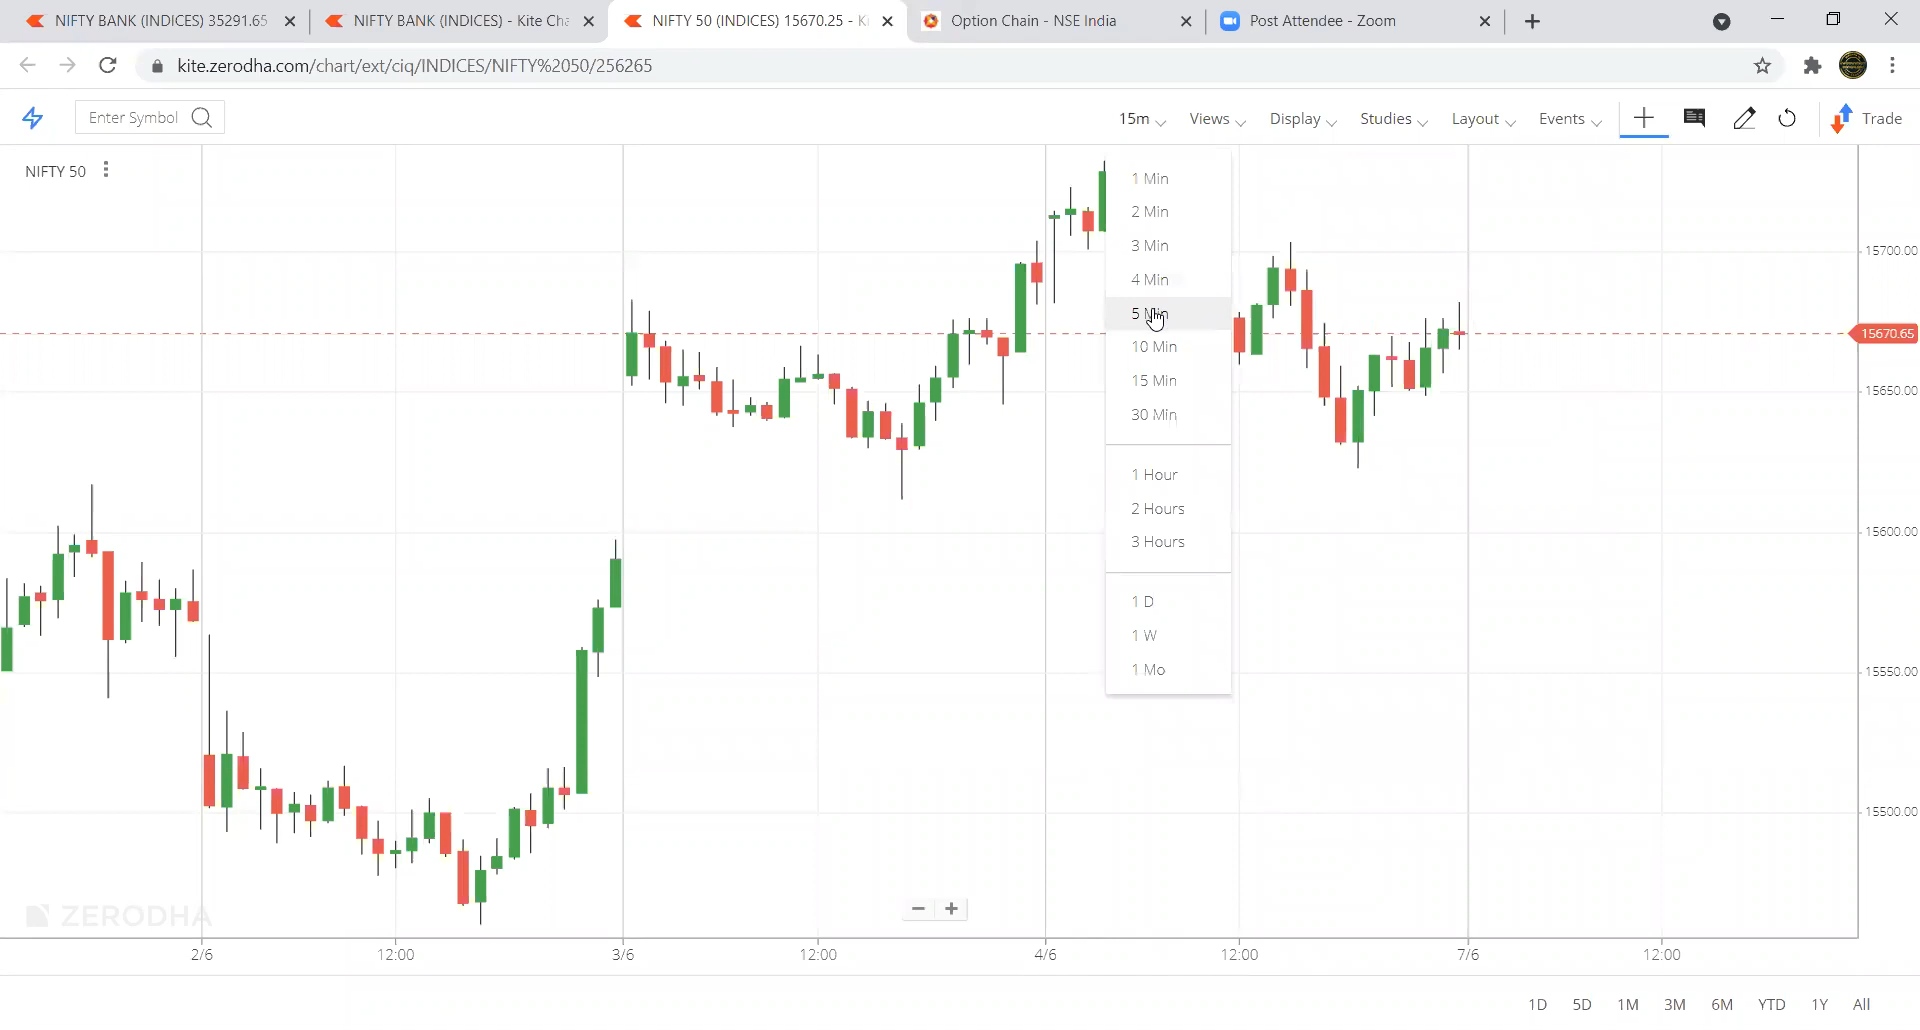 NIFTY BANK (INDICES) 35291.65
NIFTY BANK (INDICES) - Kite Cha
NIFTY 50 (INDICES) 15670.25 - K
Option Chain - NSE India
Post Attendee - Zoom
kite.zerodha.com/chart/ext/ciq/INDICES/NIFTY%2050/256265
Enter Symbol
15m
Views
Display
Studies
Layout
Events
Trade
NIFTY 50
1 Min
2 Min
3 Min
4 Min
5 Min
10 Min
15 Min
30 Min
1 Hour
2 Hours
3 Hours
1 D
1 W
1 Mo
15700.00
15670.65
15650.00
15600.00
15550.00
15500.00
ZERODHA
2/6
12:00
3/6
12:00
4/6
12:00
7/6
12:00
1D 5D 1M 3M 6M YTD 1Y All